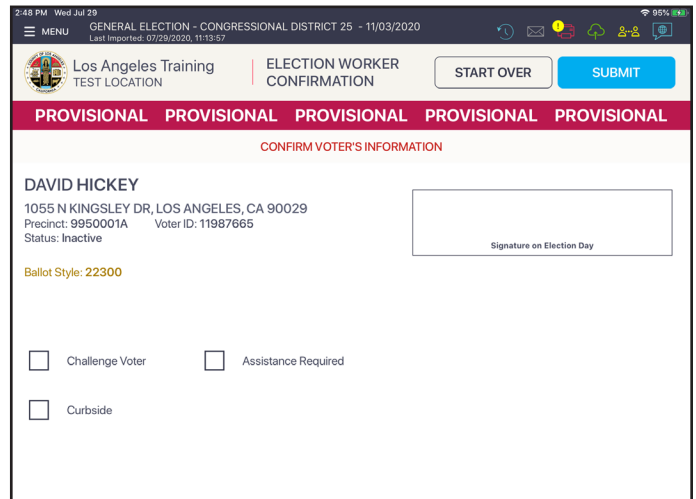 2:48 PM Wed Jul 29
95%
MENU
GENERAL ELECTION - CONGRESSIONAL DISTRICT 25 - 11/03/2020
Last Imported: 07/29/2020, 11:13:57
Los Angeles Training
TEST LOCATION
ELECTION WORKER
CONFIRMATION
START OVER
SUBMIT
PROVISIONAL PROVISIONAL PROVISIONAL PROVISIONAL PROVISIONAL
CONFIRM VOTER'S INFORMATION
DAVID HICKEY
1055 N KINGSLEY DR, LOS ANGELES, CA 90029
Precinct: 9950001A Voter ID: 11987665
Status: Inactive
Signature on Election Day
Ballot Style: 22300
Challenge Voter
Assistance Required
Curbside